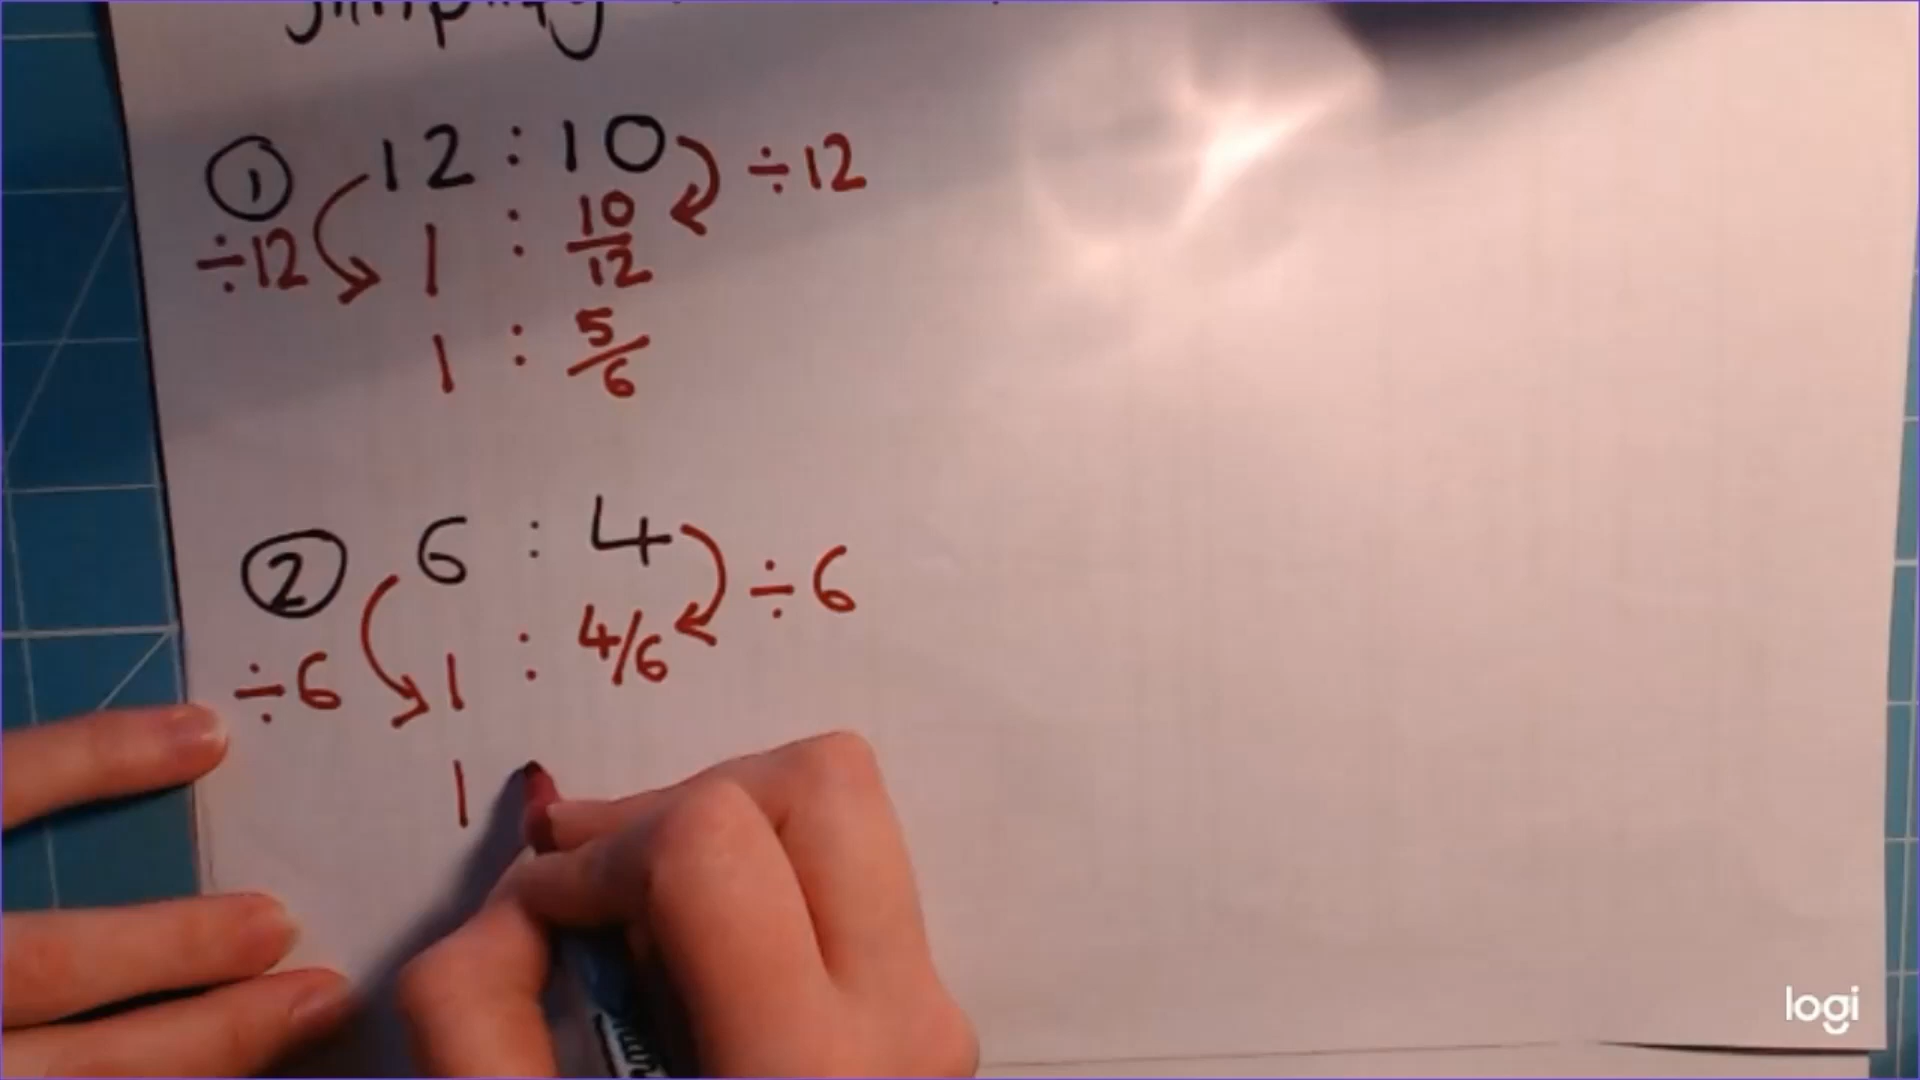 Simplify
① 12 : 10 ÷12
÷12 1 : 10/12
1 : 5/6
② 6 : 4 ÷6
÷6 1 : 4/6
1
logi